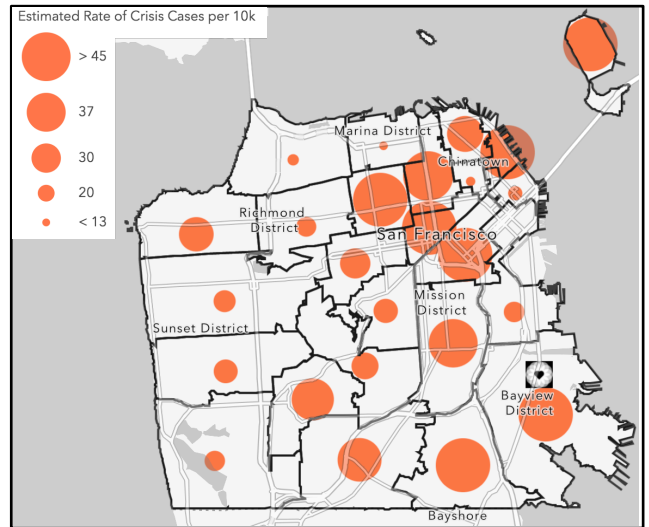 Estimated Rate of Crisis Cases per 10k
> 45
37
30
20
< 13
Marina District
Chinatown
Richmond
District
San Francisco
Mission
District
Sunset District
Bayview
District
Bayshore